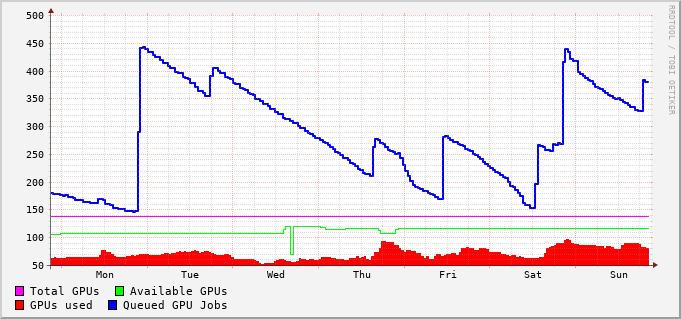 500
450
400
350
300
250
200
150
100
50
Mon Tue Wed Thu Fri Sat Sun
Total GPUs Available GPUs
GPUs used Queued GPU Jobs
RRDTOOL / TOBI OETIKER